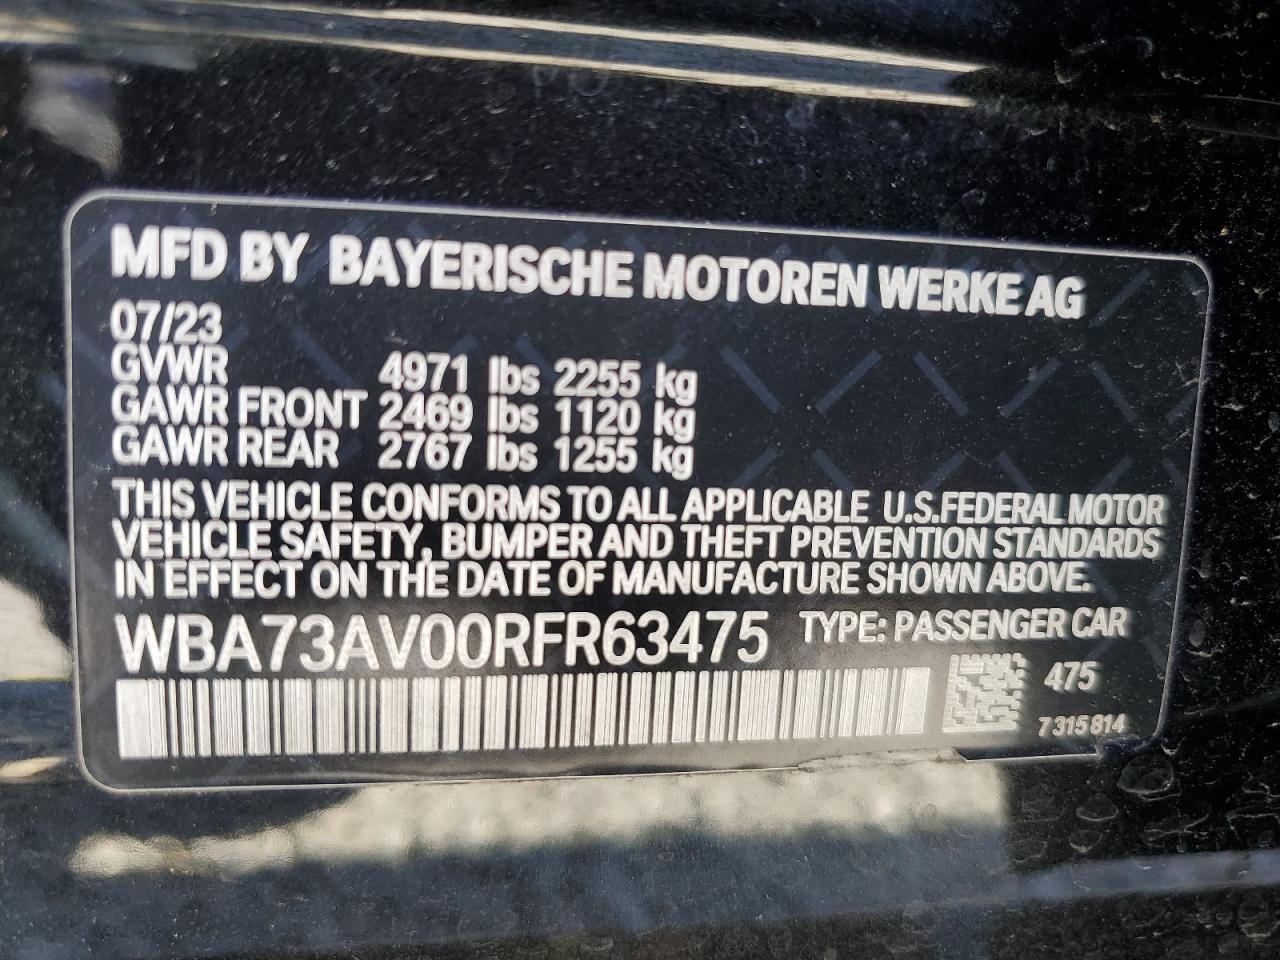 MFD BY BAYERISCHE MOTOREN WERKE AG
07/23
GVWR 4971 lbs 2255 kg
GAWR FRONT 2469 lbs 1120 kg
GAWR REAR 2767 lbs 1255 kg
THIS VEHICLE CONFORMS TO ALL APPLICABLE U.S.FEDERAL MOTOR
VEHICLE SAFETY, BUMPER AND THEFT PREVENTION STANDARDS
IN EFFECT ON THE DATE OF MANUFACTURE SHOWN ABOVE.
WBA73AV00RFR63475 TYPE: PASSENGER CAR
475
7 315 814